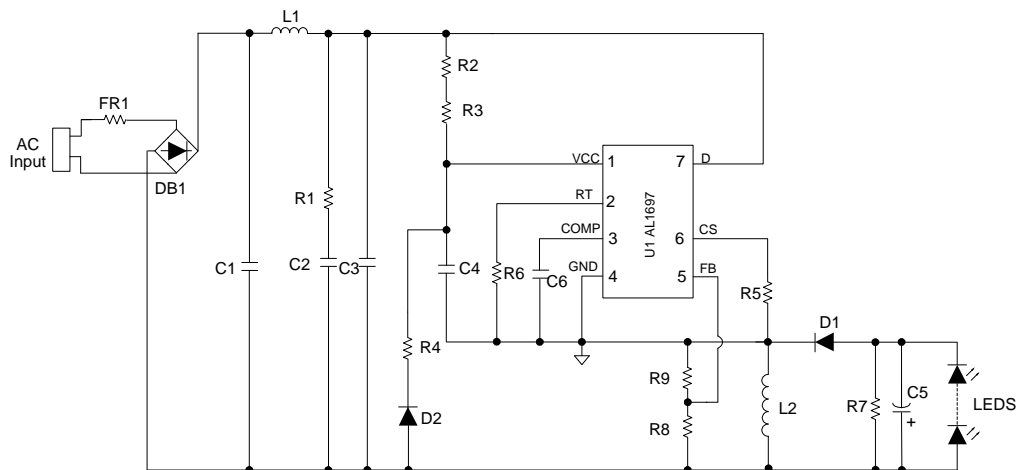 L1
R2
FR1
R3
AC
Input
VCC
1
7
D
DB1
RT
2
R1
U1 AL1697
COMP
3
6
CS
C1
C2
C3
C4
R6
C6
GND
4
5
FB
R5
R4
D1
R9
D2
L2
R7
C5
LEDS
R8
+